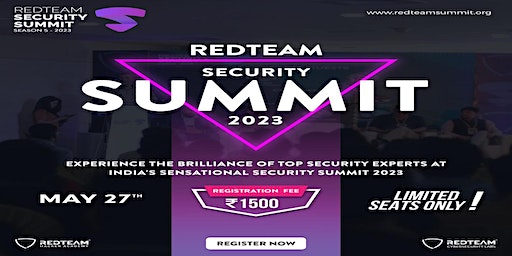 REDTEAM
SECURITY
SUMMIT
SEASON 5 - 2023
www.redteamsummit.org
REDTEAM
SECURITY
SUMMIT
2023
EXPERIENCE THE BRILLIANCE OF TOP SECURITY EXPERTS AT
INDIA'S SENSATIONAL SECURITY SUMMIT 2023
MAY 27TH
REGISTRATION FEE
₹1500
LIMITED
SEATS ONLY !
REDTEAM
HACKER ACADEMY
REGISTER NOW
REDTEAM
CYBERSECURITY LABS